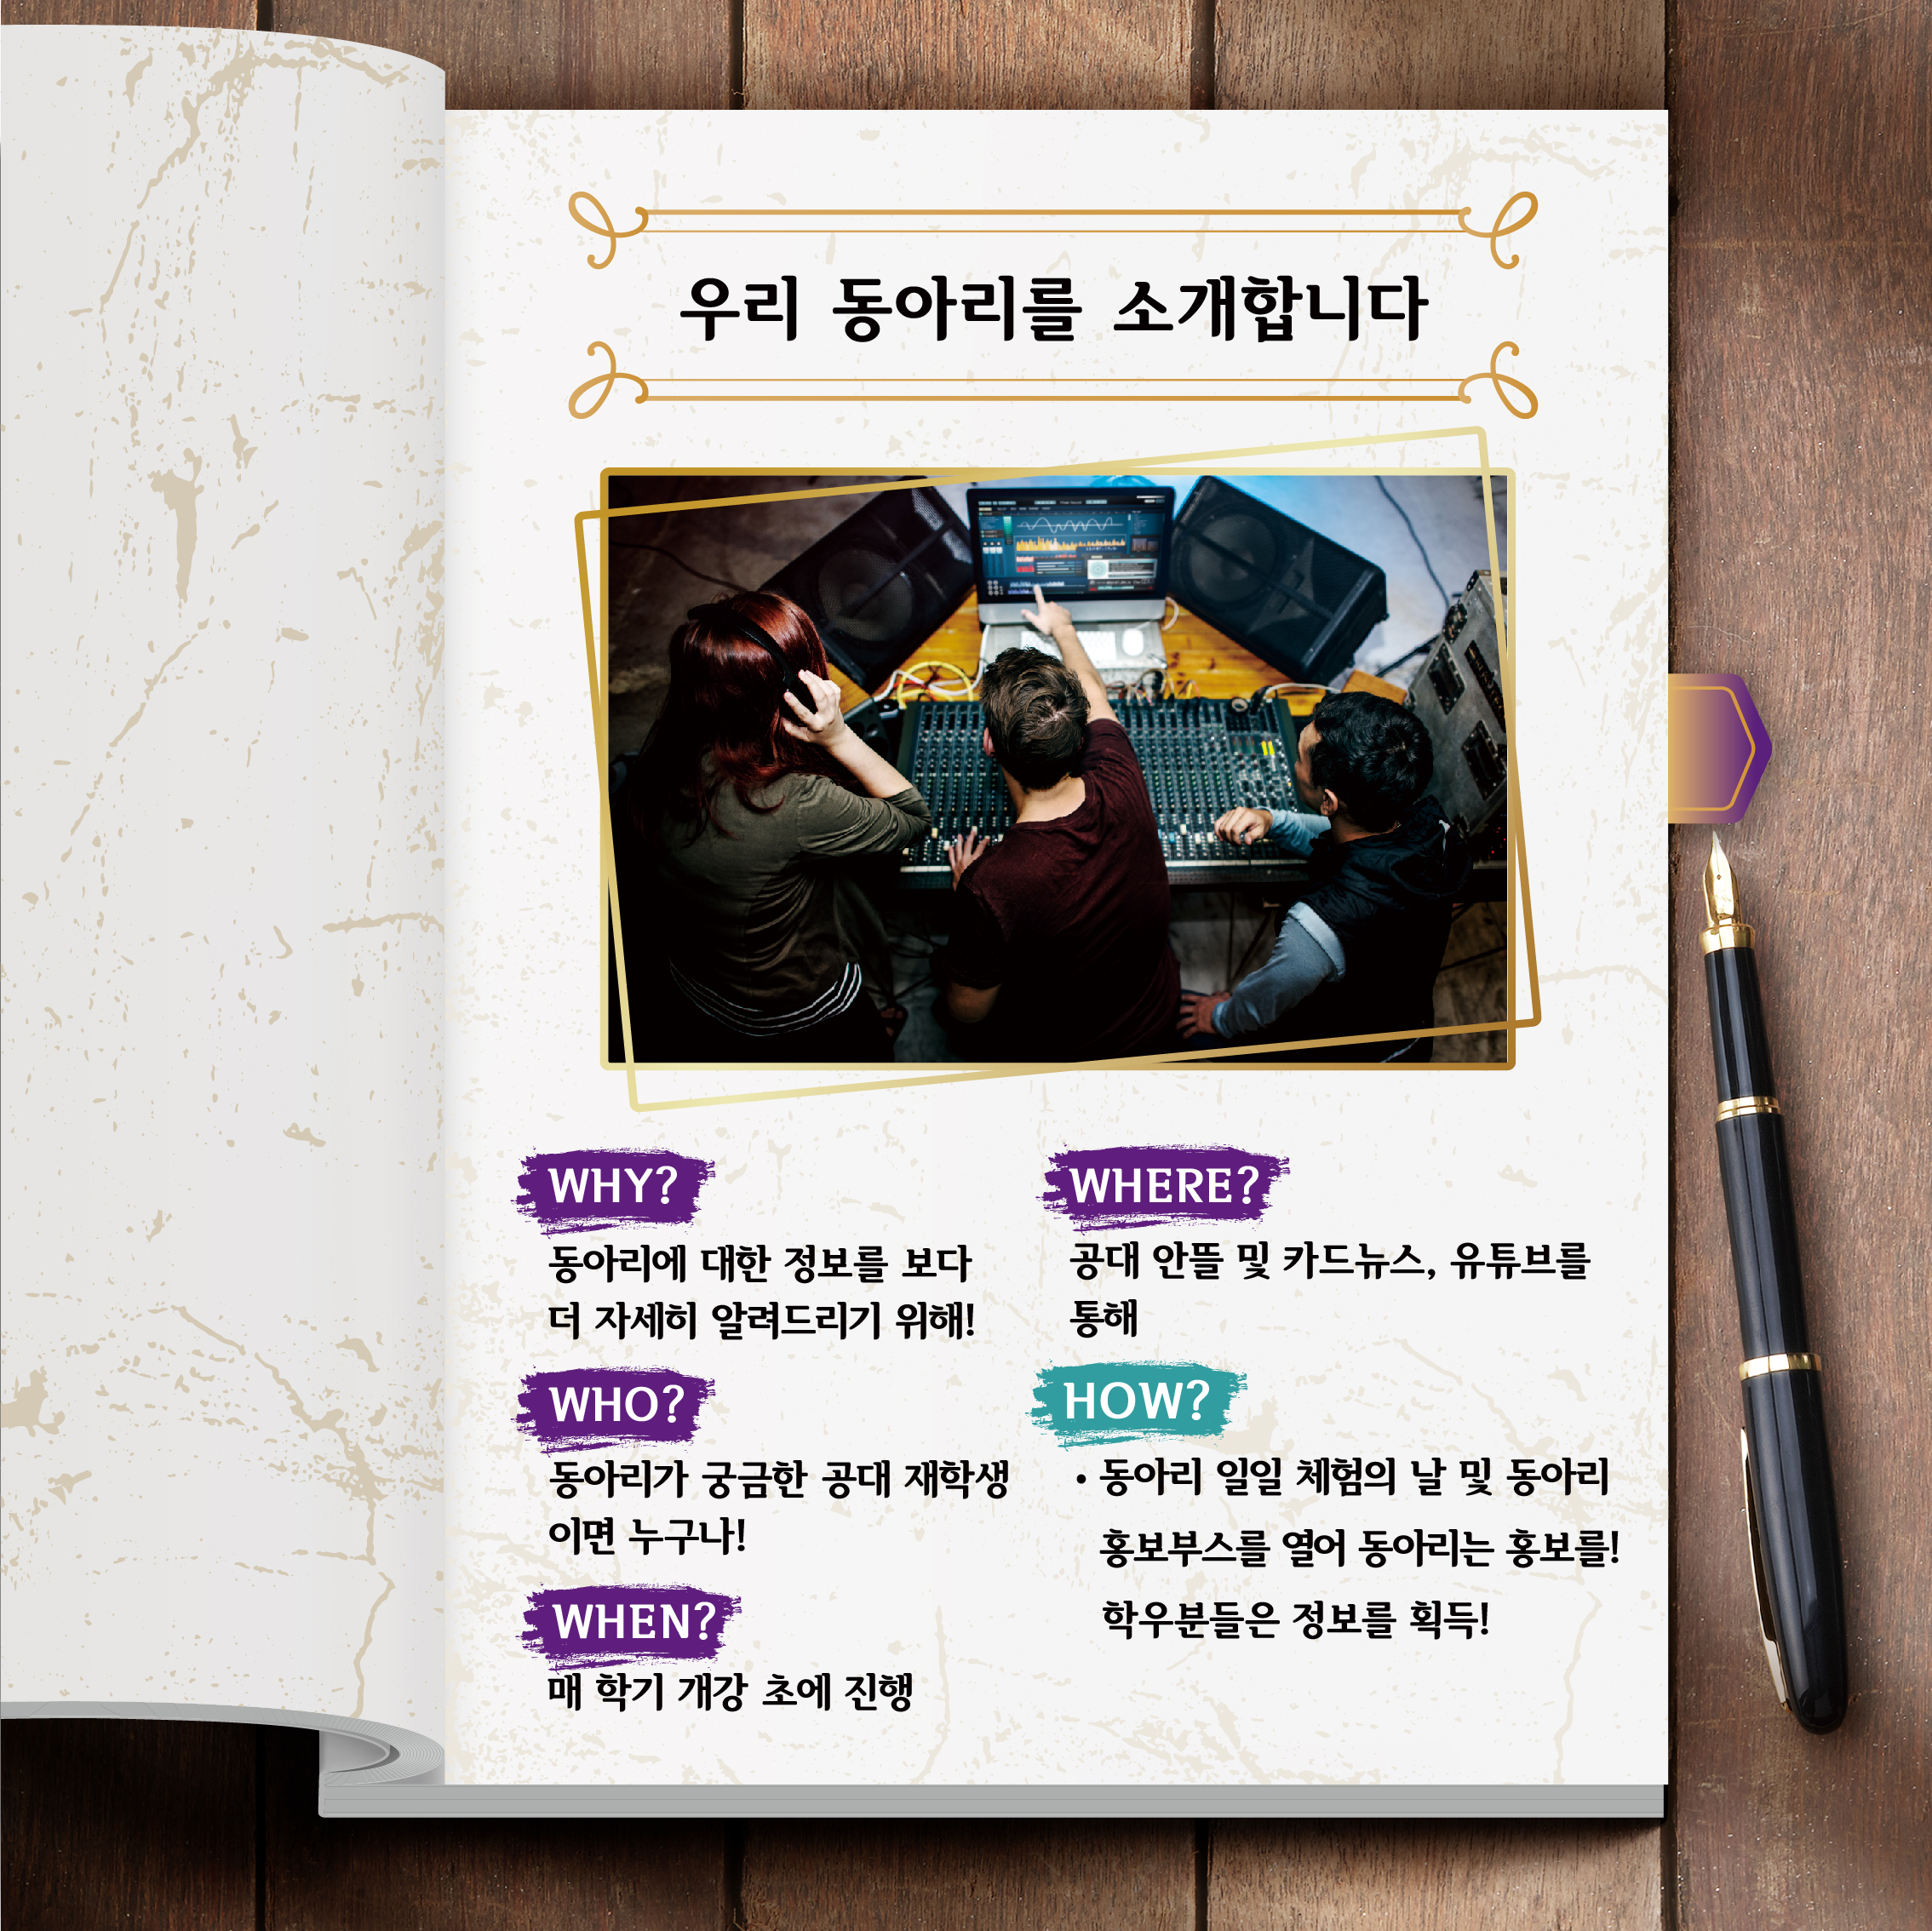 우리 동아리를 소개합니다
WHY?
동아리에 대한 정보를 보다
더 자세히 알려드리기 위해!
WHO?
동아리가 궁금한 공대 재학생
이면 누구나!
WHEN?
매 학기 개강 초에 진행
WHERE?
공대 안뜰 및 카드뉴스, 유튜브를
통해
HOW?
• 동아리 일일 체험의 날 및 동아리
홍보부스를 열어 동아리는 홍보를!
학우분들은 정보를 획득!